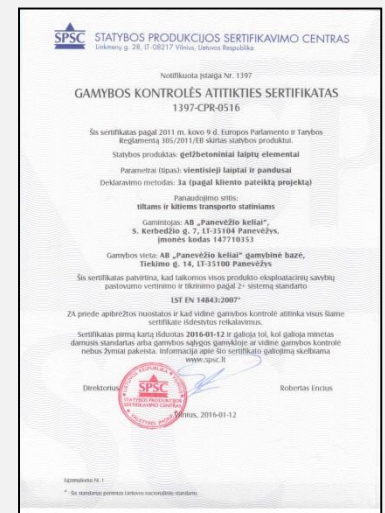 SPSC
STATYBOS PRODUKCIJOS SERTIFIKAVIMO CENTRAS
Linkmenų g. 28, LT-08217 Vilnius, Lietuvos Respublika
Notifikuota įstaiga Nr. 1397
GAMYBOS KONTROLĖS ATITIKTIES SERTIFIKATAS
1397-CPR-0516
Šis sertifikatas pagal 2011 m. kovo 9 d. Europos Parlamento ir Tarybos
Reglamentą 305/2011/EB skirtas statybos produktui.
Statybos produktas: gelžbetoniniai laiptų elementai
Parametrai (tipas): vientisieji laiptai ir pandusai
Deklaravimo metodas: 3a (pagal kliento pateiktą projektą)
Panaudojimo sritis:
tiltams ir kitiems transporto statiniams
Gamintojas: AB „Panevėžio keliai“,
S. Kerbedžio g. 7, LT-35104 Panevėžys,
įmonės kodas 147710353
Gamybos vieta: AB „Panevėžio keliai“ gamybinė bazė,
Tiekimo g. 14, LT-35100 Panevėžys
Šis sertifikatas patvirtina, kad taikomos visos produkto eksploatacinių savybių
pastovumo vertinimo ir tikrinimo pagal 2+ sistemą standarto
LST EN 14843:2007*
ZA priede apibrėžtos nuostatos ir kad vidinė gamybos kontrolė atitinka visus šiame
sertifikate išdėstytus reikalavimus.
Sertifikatas pirmą kartą išduotas 2016-01-12 ir galioja tol, kol galioja minėtas
darnusis standartas arba gamybos sąlygos gamykloje ar vidinė gamybos kontrolė
nebus žymiai pakeista. Informacija apie šio sertifikato galiojimą skelbiama
www.spsc.lt
Direktorius
Robertas Encius
SPSC
Vilnius, 2016-01-12
Egzempliorius Nr. 1
* Šis standartas perimtas Lietuvos nacionaliniu standartu